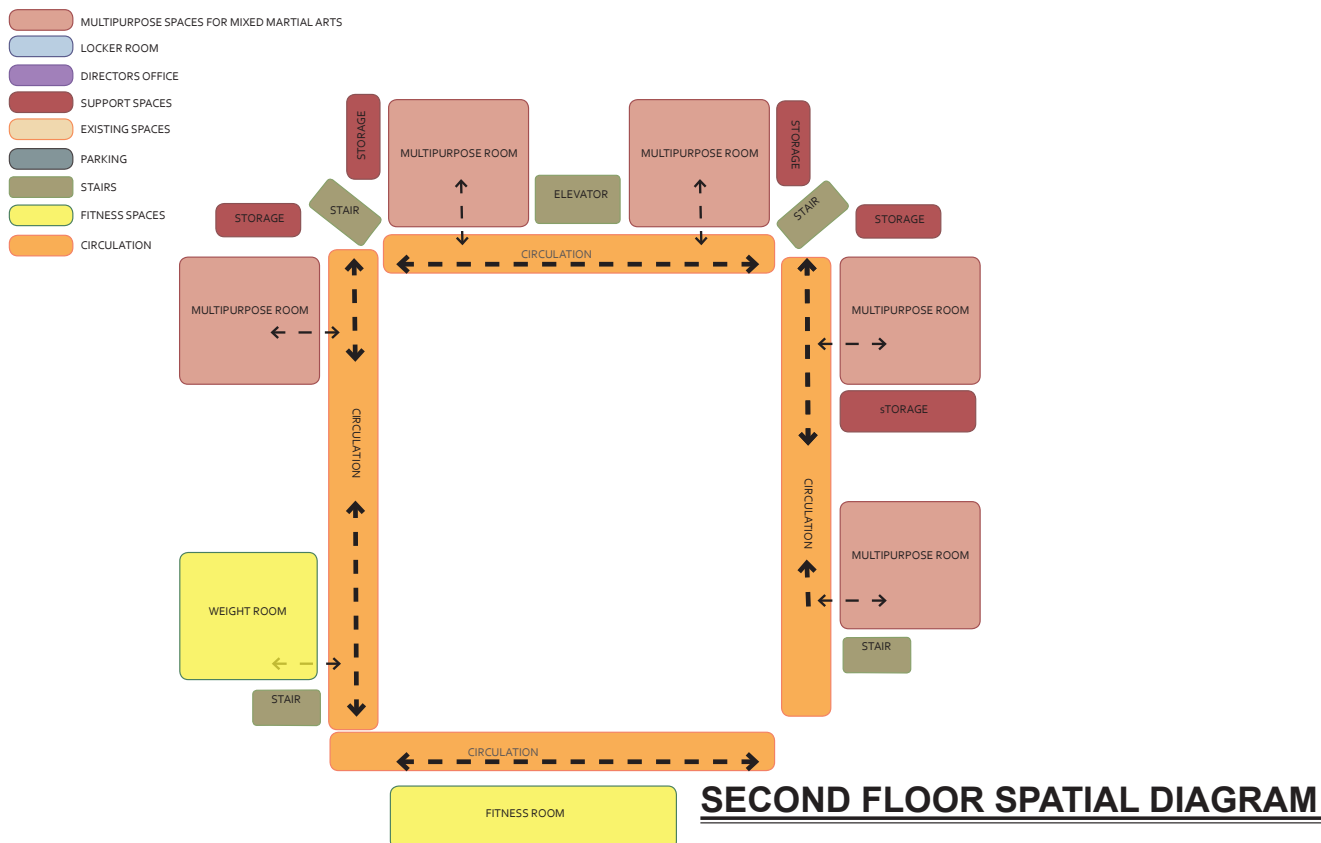 MULTIPURPOSE SPACES FOR MIXED MARTIAL ARTS
LOCKER ROOM
DIRECTORS OFFICE
SUPPORT SPACES
EXISTING SPACES
PARKING
STAIRS
FITNESS SPACES
CIRCULATION
STORAGE
MULTIPURPOSE ROOM
MULTIPURPOSE ROOM
STORAGE
ELEVATOR
STORAGE
STAIR
STAIR
STORAGE
CIRCULATION
MULTIPURPOSE ROOM
MULTIPURPOSE ROOM
sTORAGE
CIRCULATION
CIRCULATION
MULTIPURPOSE ROOM
WEIGHT ROOM
STAIR
STAIR
CIRCULATION
FITNESS ROOM
SECOND FLOOR SPATIAL DIAGRAM